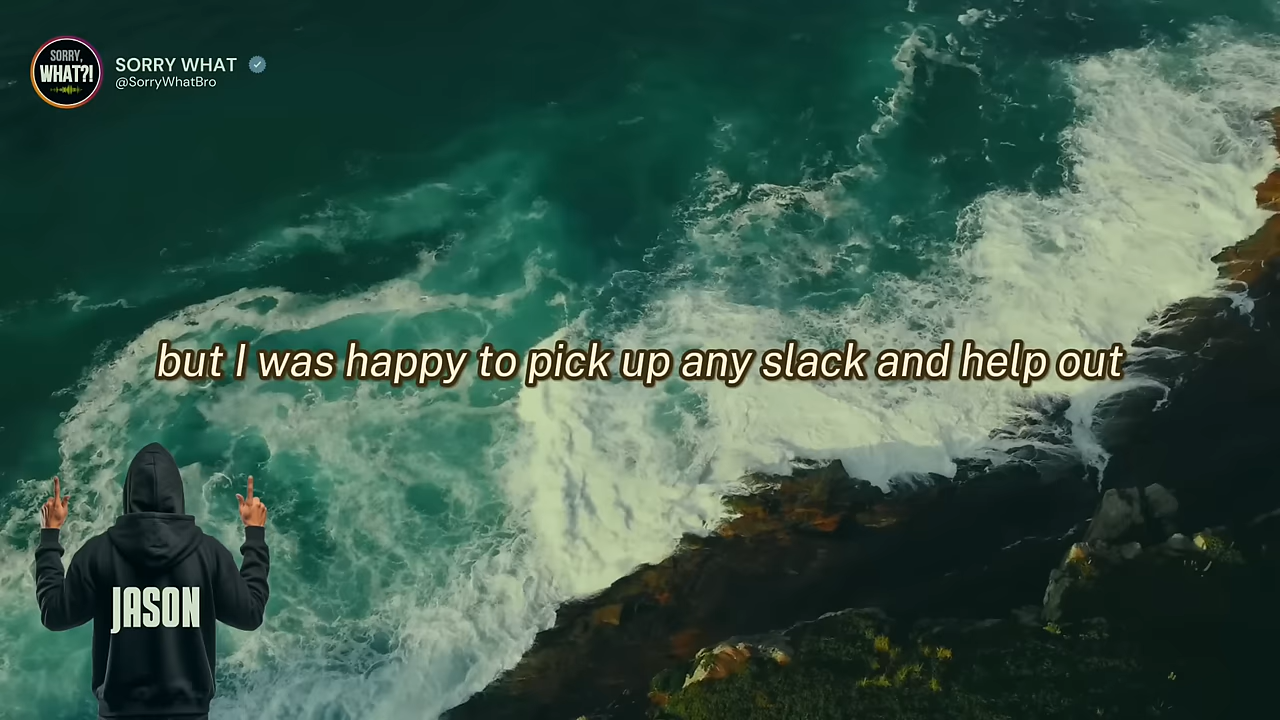 SORRY,
WHAT?!
SORRY WHAT
@SorryWhatBro
but I was happy to pick up any slack and help out
JASON